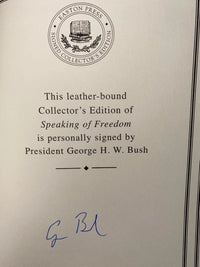 EASTON PRESS
SIGNED COLLECTOR'S EDITION
This leather-bound
Collector's Edition of
Speaking of Freedom
is personally signed by
President George H. W. Bush